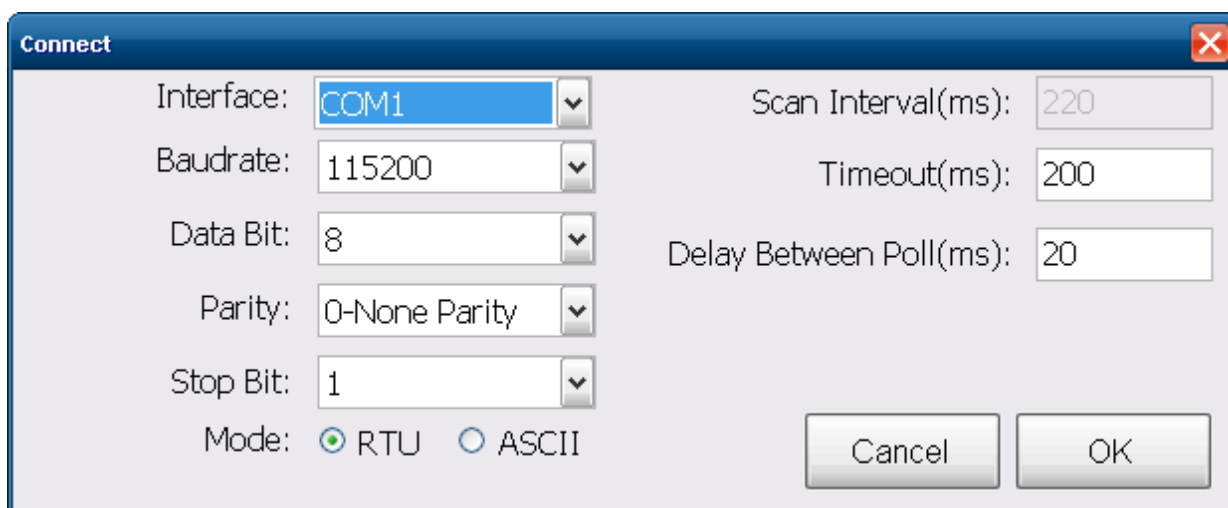 Connect
Interface: COM1
Baudrate: 115200
Data Bit: 8
Parity: 0-None Parity
Stop Bit: 1
Mode: RTU ASCII
Scan Interval(ms): 220
Timeout(ms): 200
Delay Between Poll(ms): 20
Cancel OK